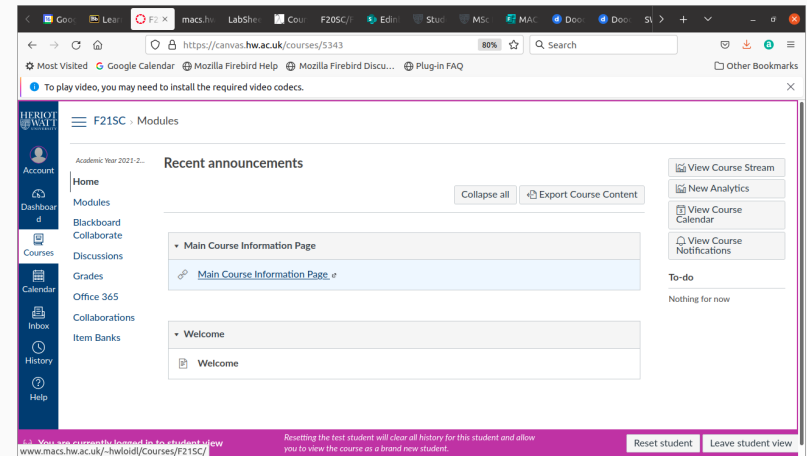 Goo
Lear
F2
macs.hw
LabShe
Cour
F20SC/F
Edin
Stud
MSc
MAC
Doo
Doo
https://canvas.hw.ac.uk/courses/5343
80%
Search
Most Visited
Google Calendar
Mozilla Firebird Help
Mozilla Firebird Discu...
Plug-in FAQ
Other Bookmarks
To play video, you may need to install the required video codecs.
HERIOT
WATT
UNIVERSITY
F21SC › Modules
Account
Dashboar
d
Courses
Calendar
Inbox
History
Help
Academic Year 2021-2...
Home
Modules
Blackboard
Collaborate
Discussions
Grades
Office 365
Collaborations
Item Banks
Recent announcements
Collapse all
Export Course Content
Main Course Information Page
Main Course Information Page
Welcome
Welcome
View Course Stream
New Analytics
View Course
Calendar
View Course
Notifications
To-do
Nothing for now
You are currently logged in to student view
www.macs.hw.ac.uk/~hwloidl/Courses/F21SC/
Resetting the test student will clear all history for this student and allow
you to view the course as a brand new student.
Reset student
Leave student view